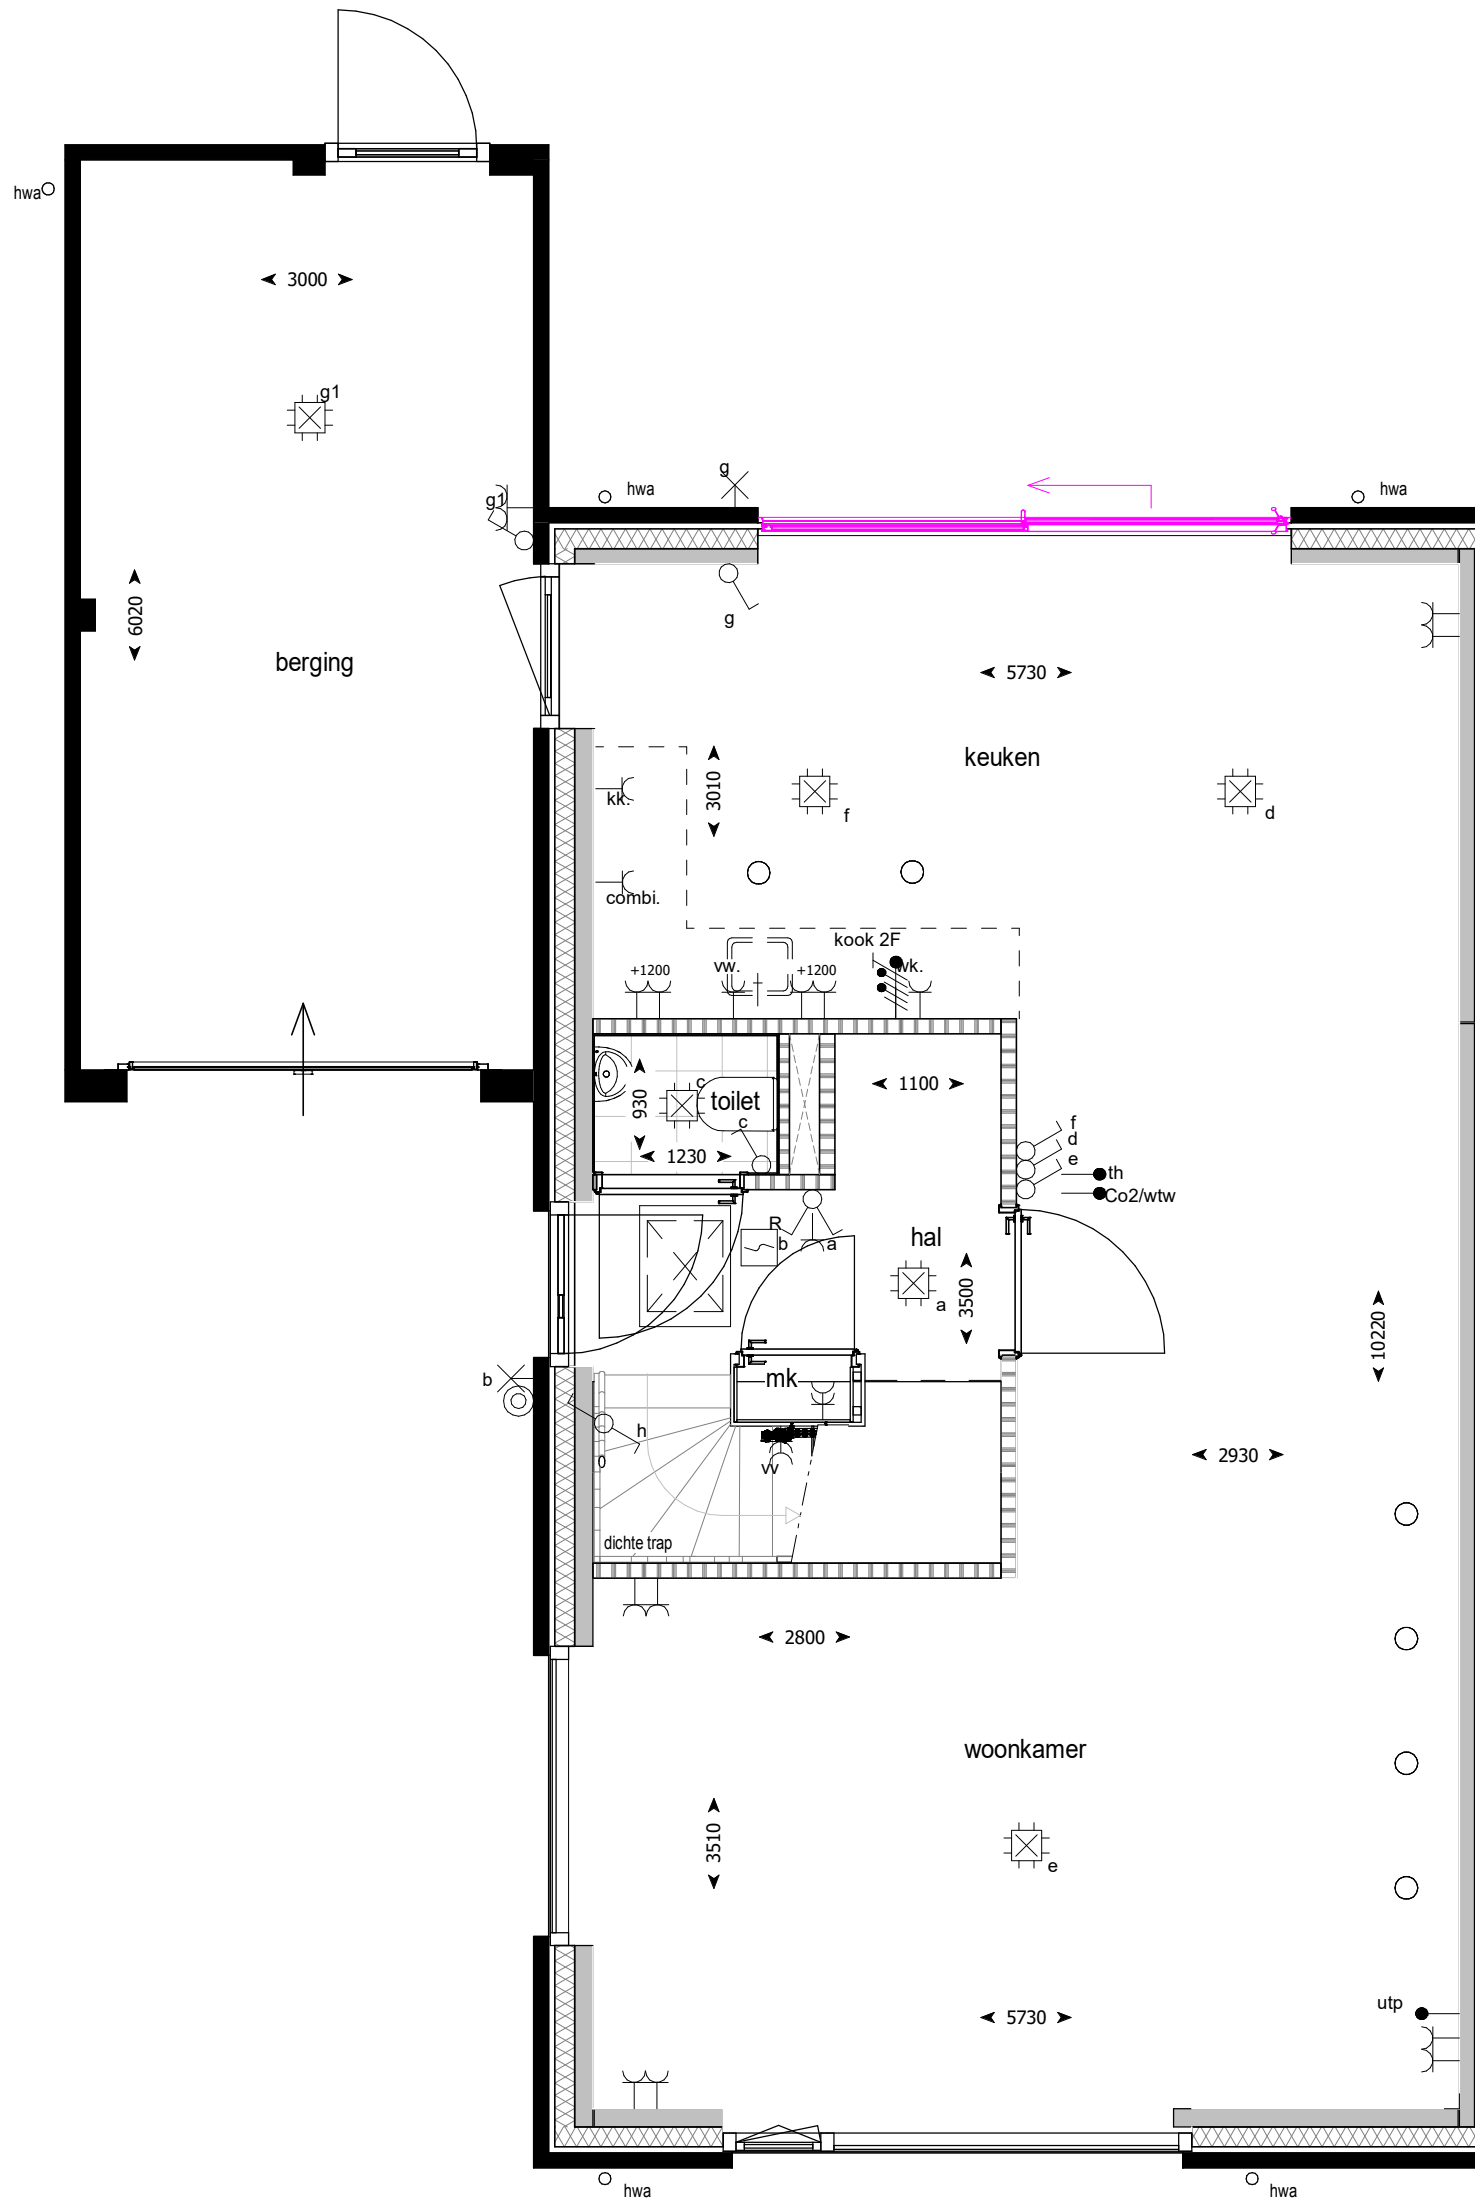 hwa
3000
g1
g
hwa
hwa
g1
6020
g
berging
5730
keuken
3010
kk.
f
d
combi.
kook 2F
+1200
vw.
+1200
wk.
c
930
toilet
1100
c
f
d
e
1230
th
Co2/wtw
R
b
a
hal
a
3500
10220
mk
b
h
0
vv
2930
dichte trap
2800
woonkamer
3510
e
utp
5730
hwa
hwa